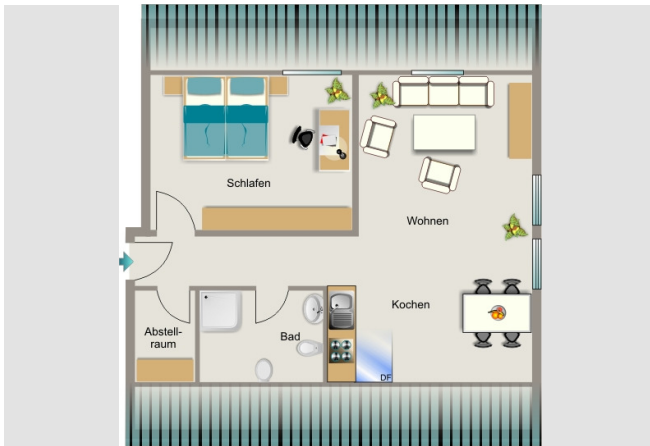 Schlafen
Wohnen
Kochen
Abstell-
raum
Bad
DF